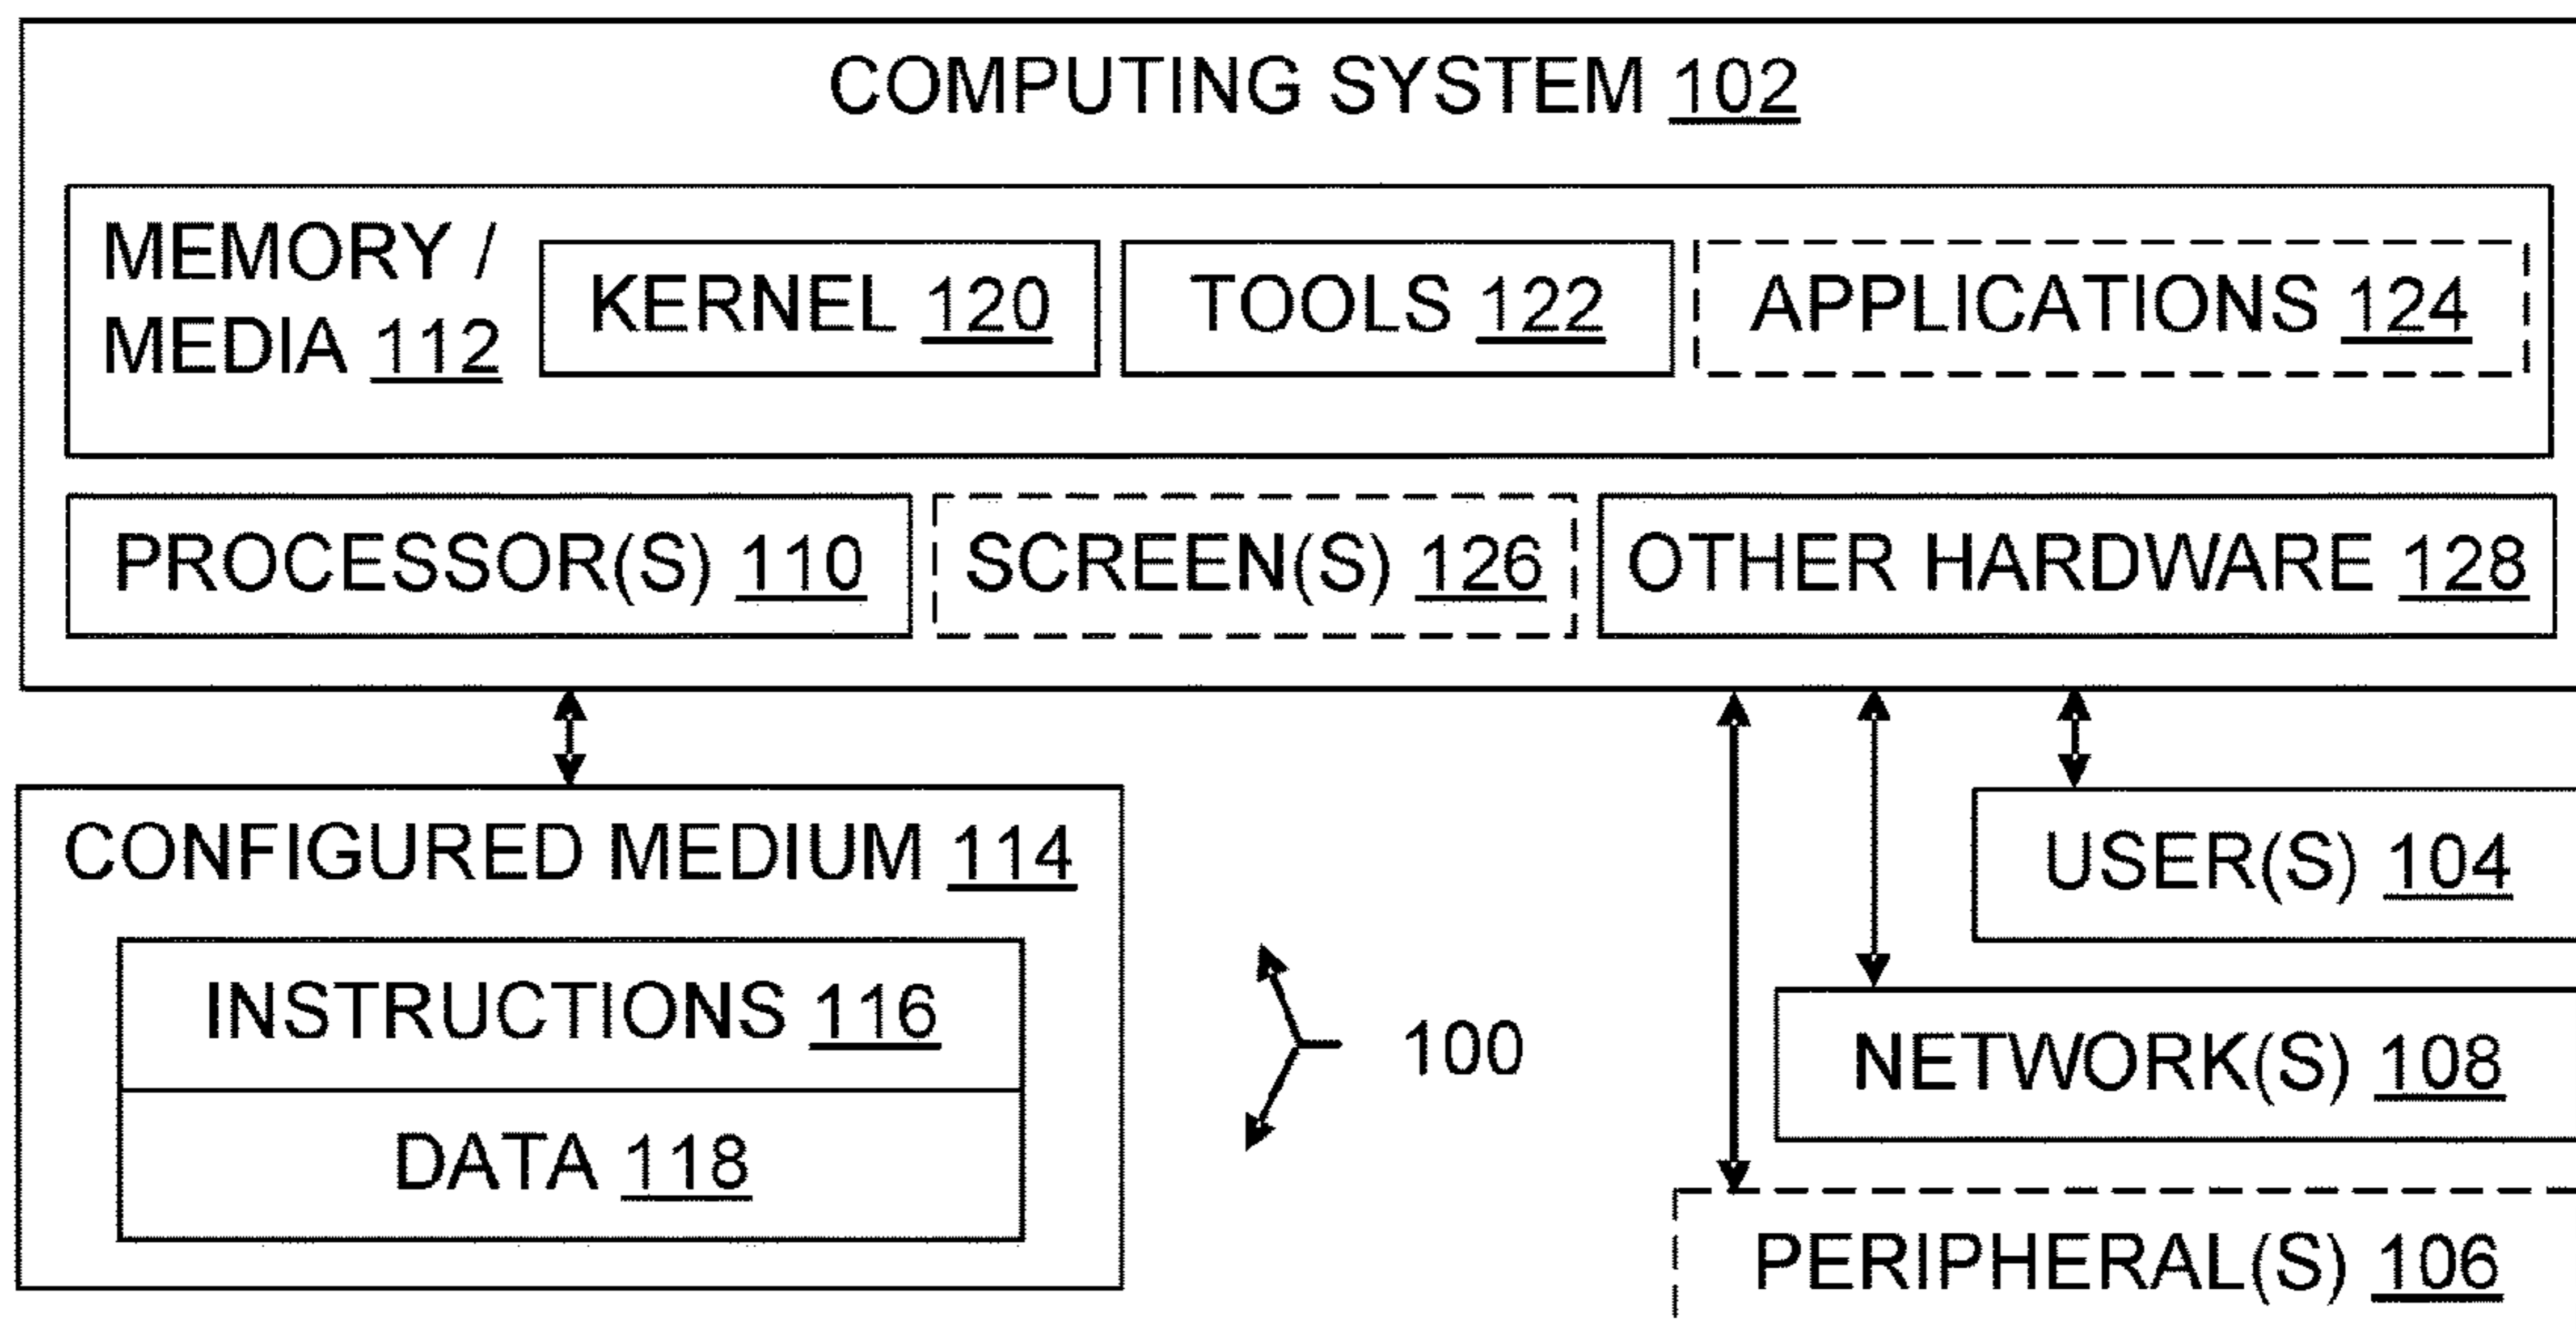 COMPUTING SYSTEM 102
MEMORY /
MEDIA 112
KERNEL 120
TOOLS 122
APPLICATIONS 124
PROCESSOR(S) 110
SCREEN(S) 126
OTHER HARDWARE 128
CONFIGURED MEDIUM 114
INSTRUCTIONS 116
DATA 118
100
USER(S) 104
NETWORK(S) 108
PERIPHERAL(S) 106